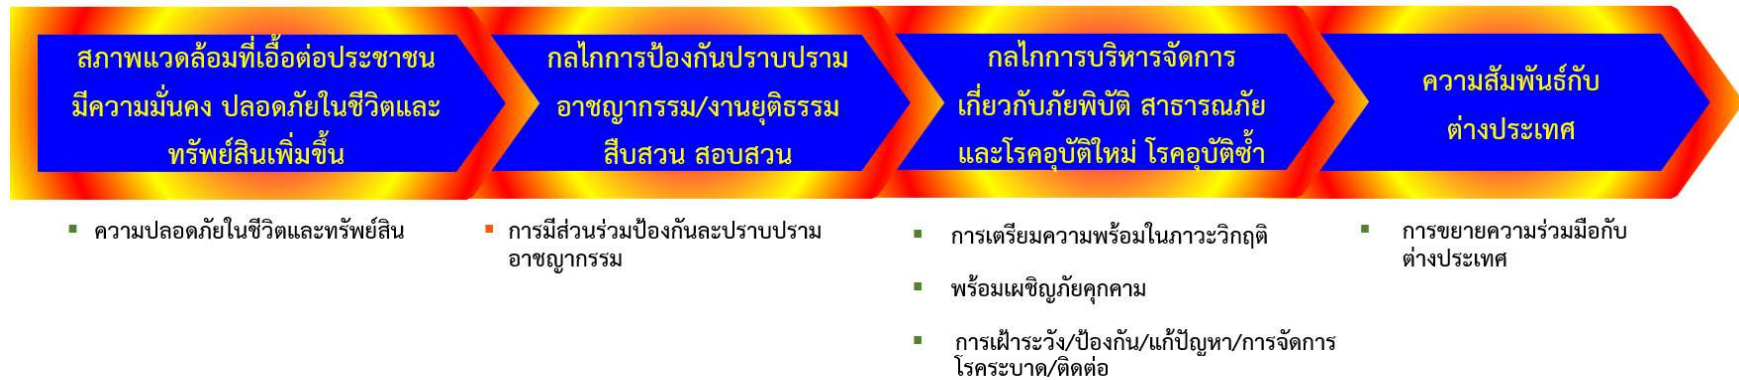 สภาพแวดล้อมที่เอื้อต่อประชาชน
มีความมั่นคง ปลอดภัยในชีวิตและ
ทรัพย์สินเพิ่มขึ้น
กลไกการป้องกันปราบปราม
อาชญากรรม/งานยุติธรรม
สืบสวน สอบสวน
กลไกการบริหารจัดการ
เกี่ยวกับภัยพิบัติ สาธารณภัย
และโรคอุบัติใหม่ โรคอุบัติซ้ำ
ความสัมพันธ์กับ
ต่างประเทศ
▪ ความปลอดภัยในชีวิตและทรัพย์สิน
▪ การมีส่วนร่วมป้องกันละปราบปราม
อาชญากรรม
▪ การเตรียมความพร้อมในภาวะวิกฤติ
▪ พร้อมเผชิญภัยคุกคาม
▪ การเฝ้าระวัง/ป้องกัน/แก้ปัญหา/การจัดการ
โรคระบาด/ติดต่อ
▪ การขยายความร่วมมือกับ
ต่างประเทศ